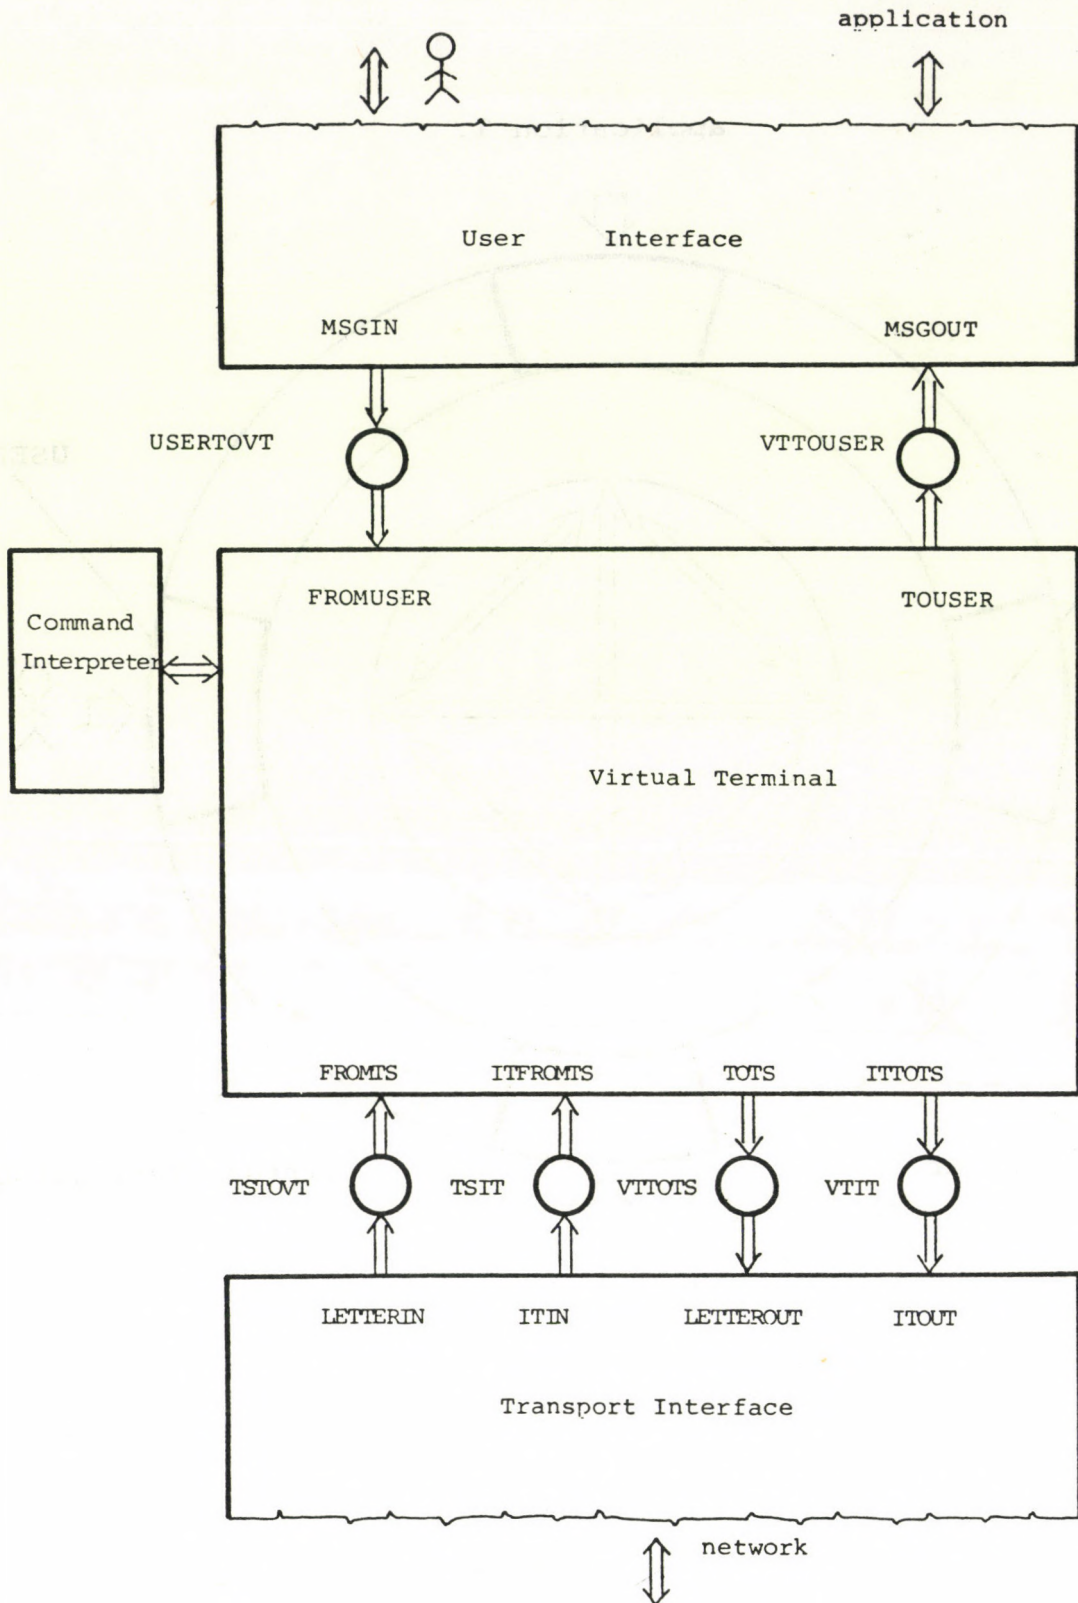 application
User Interface
MSGIN MSGOUT
USERTOVT VTTOUSER
FROMUSER TOUSER
Command
Interpreter
Virtual Terminal
FROMTS ITFROMTS TOTS ITTOTS
TSTOVT TSIT VTTOTS VTIT
LETTERIN ITIN LETTEROUT ITOUT
Transport Interface
network